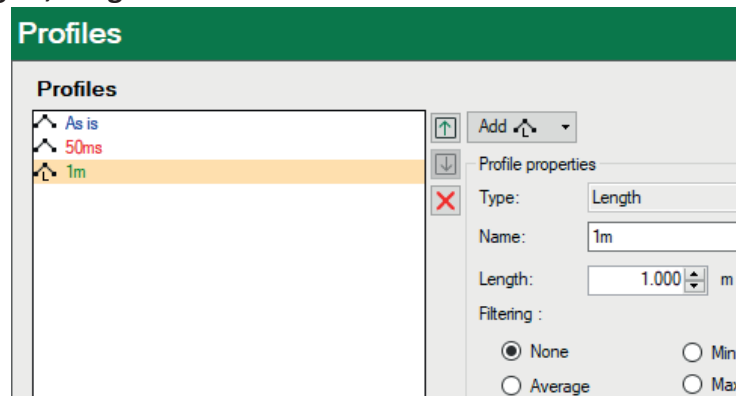 Profiles
Profiles
As is
50ms
1m
Add
Profile properties
Type: Length
Name: 1m
Length: 1.000 m
Filtering :
None Min
Average